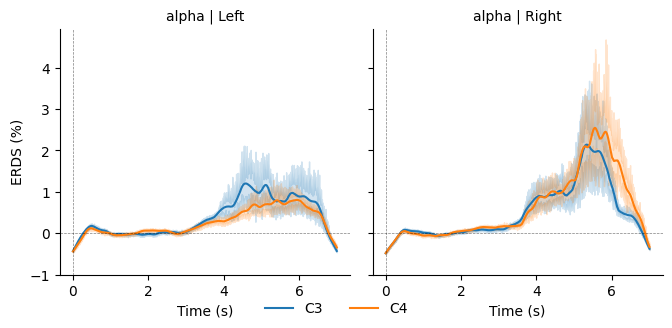 alpha | Left
alpha | Right
ERDS (%)
4
3
2
1
0
−1
0 2 4 6
0 2 4 6
Time (s)
Time (s)
C3 C4